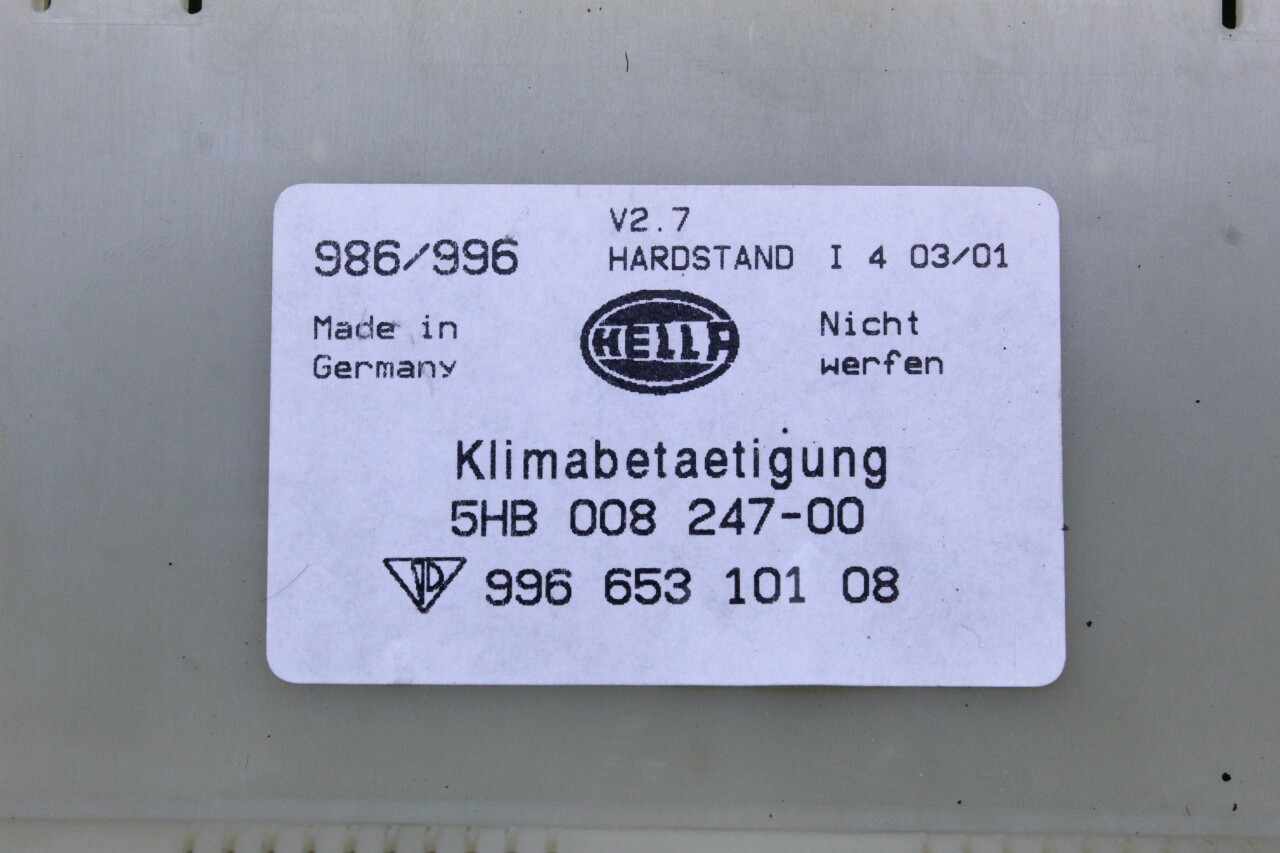 V2.7
986/996 HARDSTAND I 4 03/01
Made in Germany
HELLA
Nicht werfen
Klimabetaetigung
5HB 008 247-00
996 653 101 08